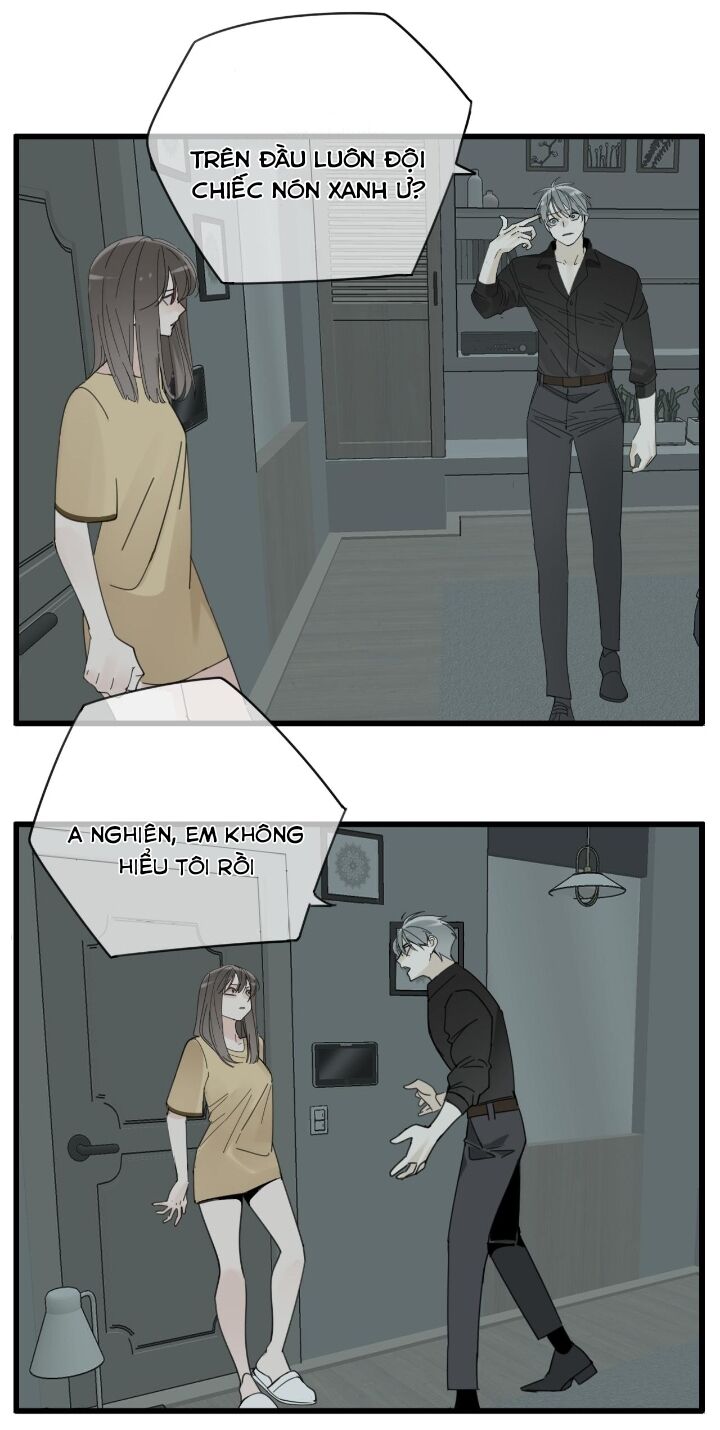 TRÊN ĐẦU LUÔN ĐỘI
CHIẾC NÓN XANH Ư?
A NGHIÊN, EM KHÔNG
HIỂU TÔI RỒI